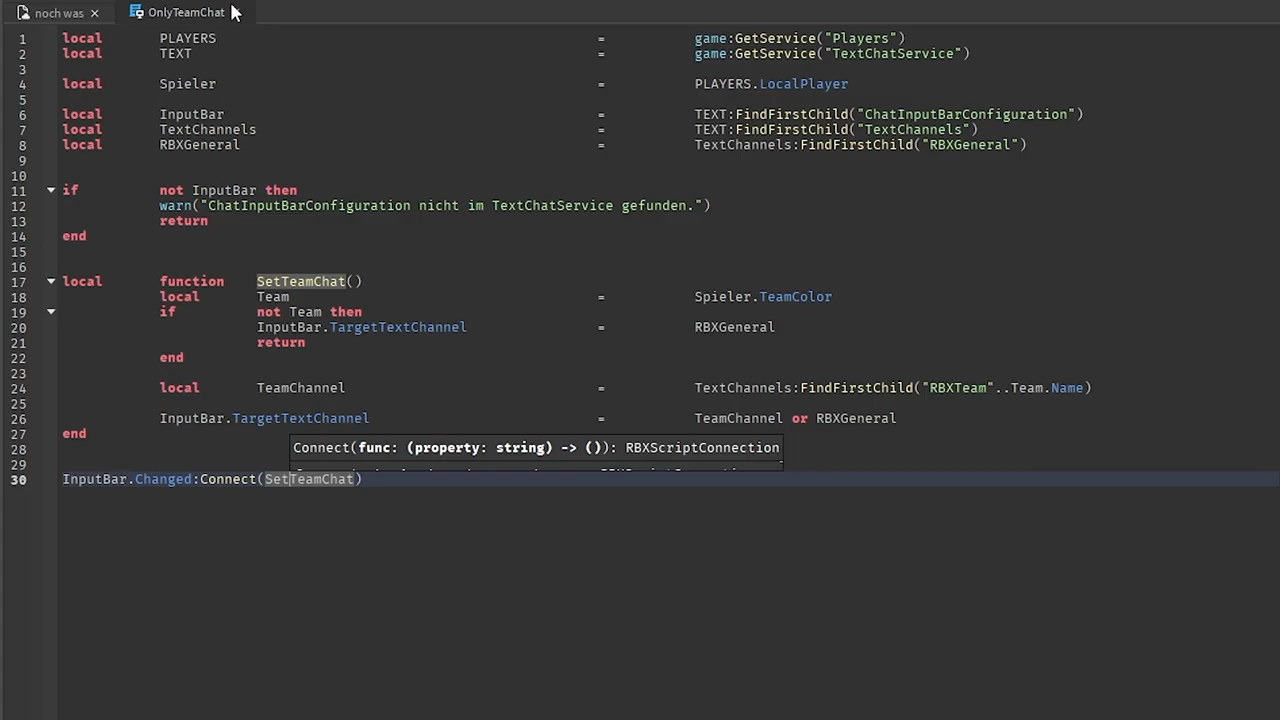 noch was
OnlyTeamChat
1 local PLAYERS = game:GetService("Players")
2 local TEXT = game:GetService("TextChatService")
3
4 local Spieler = PLAYERS.LocalPlayer
5
6 local InputBar = TEXT:FindFirstChild("ChatInputBarConfiguration")
7 local TextChannels = TEXT:FindFirstChild("TextChannels")
8 local RBXGeneral = TextChannels:FindFirstChild("RBXGeneral")
9
10
11 if not InputBar then
12 warn("ChatInputBarConfiguration nicht im TextChatService gefunden.")
13 return
14 end
15
16
17 local function SetTeamChat()
18 local Team = Spieler.TeamColor
19 if not Team then
20 InputBar.TargetTextChannel = RBXGeneral
21 return
22 end
23
24 local TeamChannel = TextChannels:FindFirstChild("RBXTeam"..Team.Name)
25
26 InputBar.TargetTextChannel = TeamChannel or RBXGeneral
27 end
28 Connect(func: (property: string) -> ()): RBXScriptConnection
29
30 InputBar.Changed:Connect(SetTeamChat)